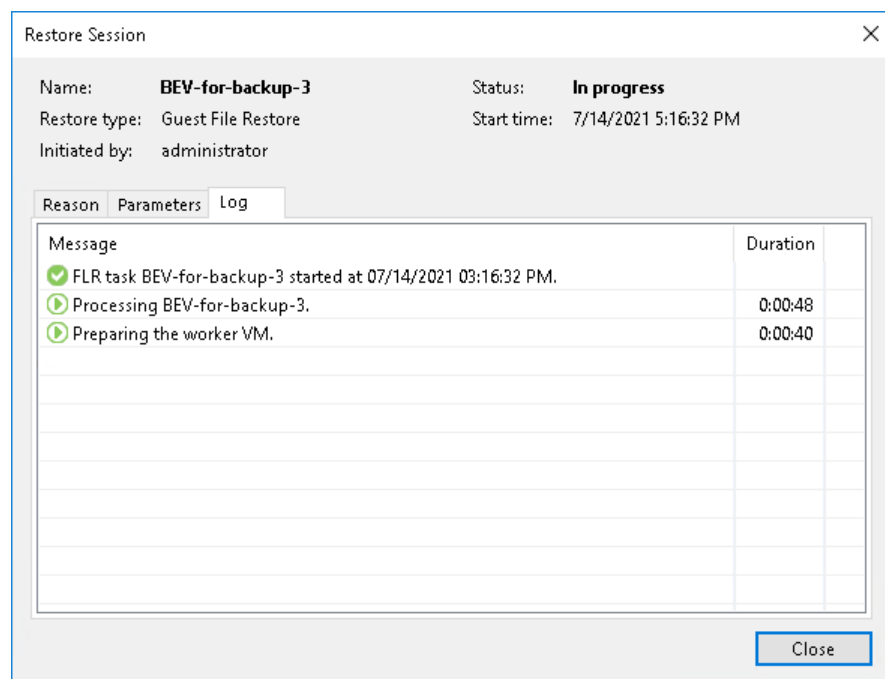 Restore Session
Name: BEV-for-backup-3 Status: In progress
Restore type: Guest File Restore Start time: 7/14/2021 5:16:32 PM
Initiated by: administrator
Reason Parameters Log
Message Duration
FLR task BEV-for-backup-3 started at 07/14/2021 03:16:32 PM.
Processing BEV-for-backup-3. 0:00:48
Preparing the worker VM. 0:00:40
Close